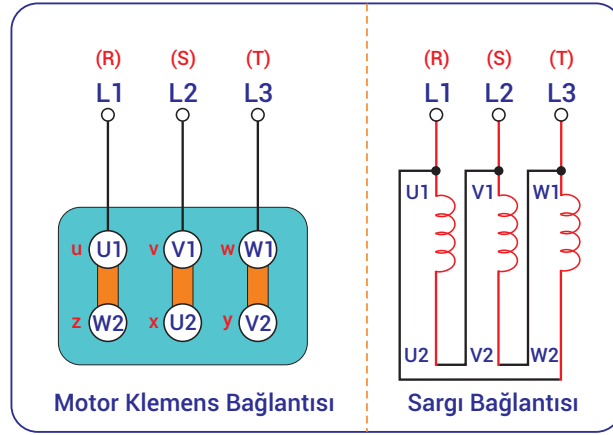 (R) (S) (T)
L1 L2 L3
u U1 v V1 w W1
z W2 x U2 y V2
Motor Klemens Bağlantısı
(R) (S) (T)
L1 L2 L3
U1 V1 W1
U2 V2 W2
Sargı Bağlantısı